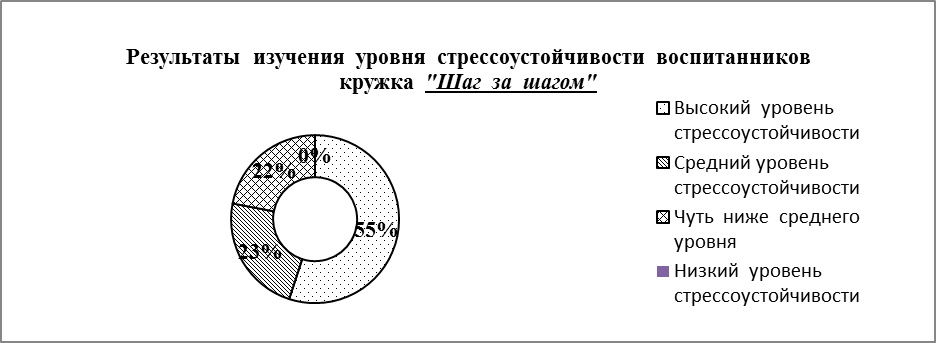 Результаты изучения уровня стрессоустойчивости воспитанников
кружка "Шаг за шагом"
Высокий уровень
стрессоустойчивости
Средний уровень
стрессоустойчивости
Чуть ниже среднего
уровня
Низкий уровень
стрессоустойчивости
0%
22%
55%
23%